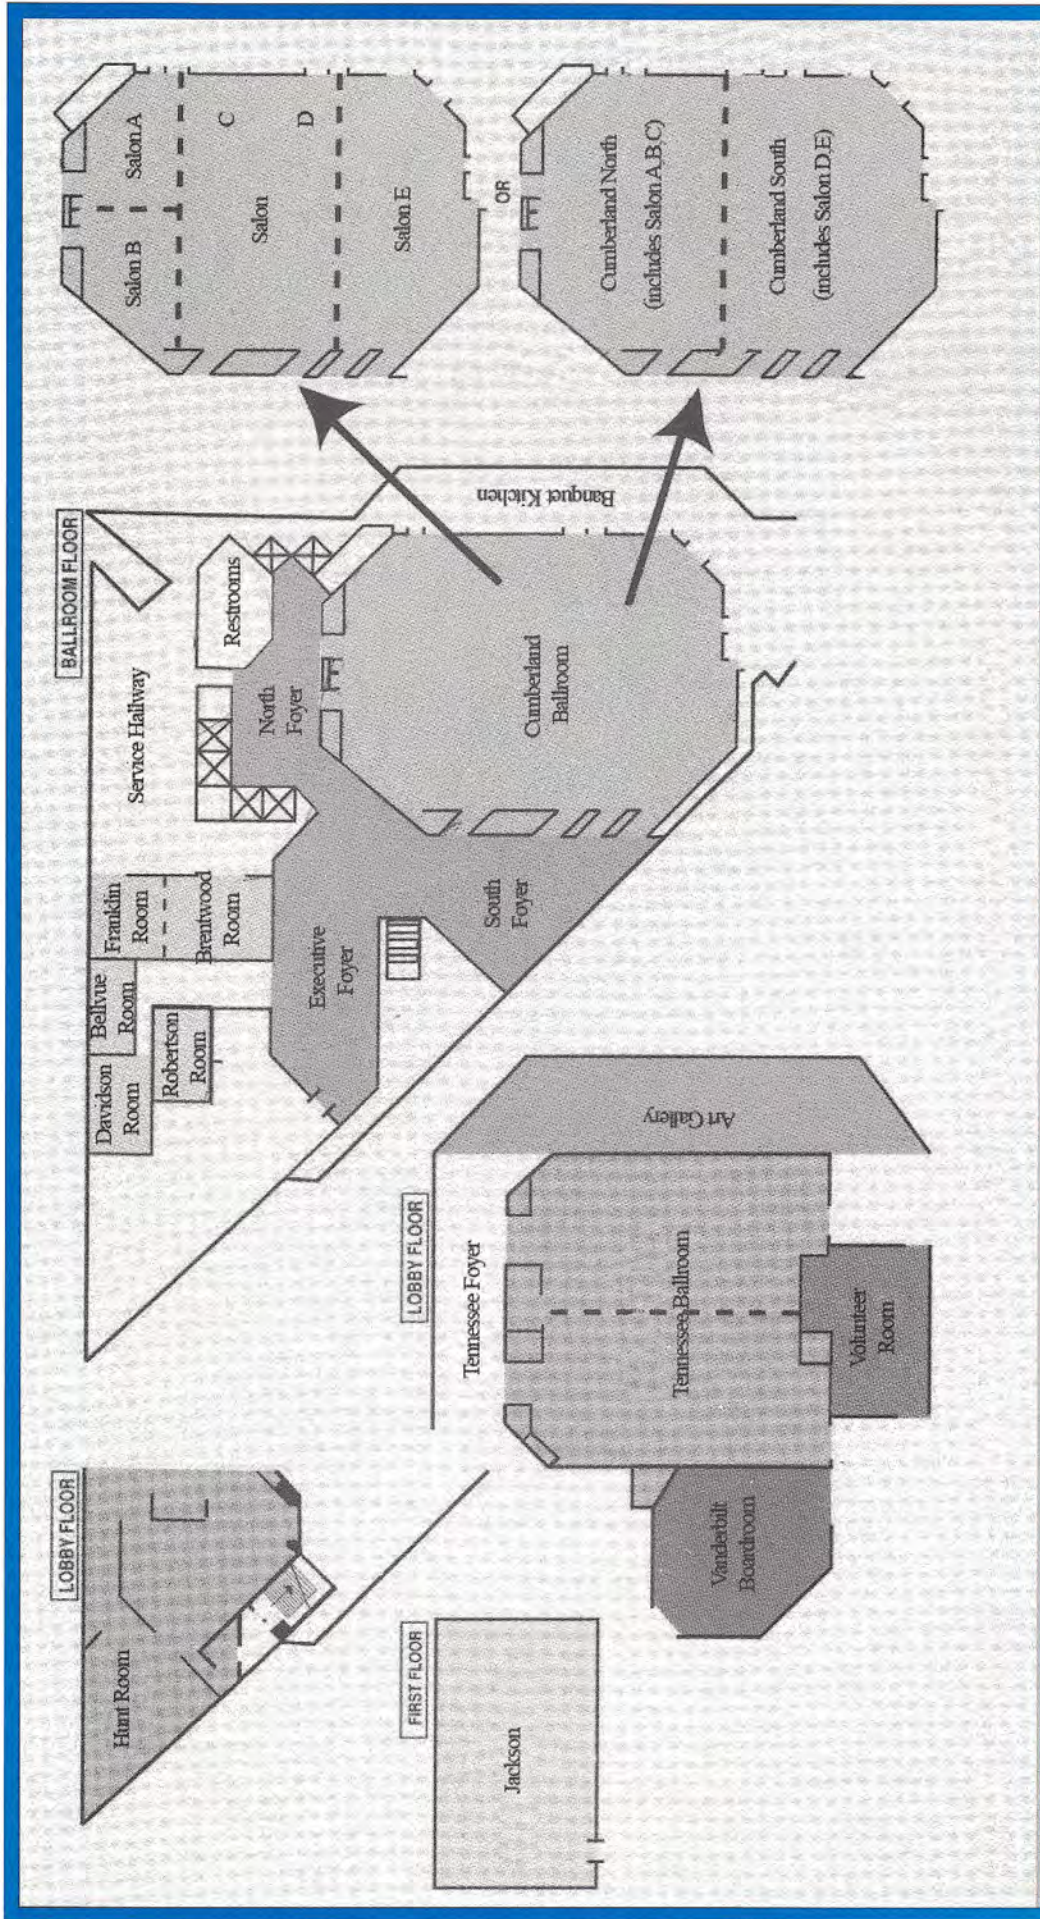 LOBBY FLOOR
Hunt Room
FIRST FLOOR
Jackson
LOBBY FLOOR
Tennessee Foyer
Tennessee Ballroom
Vanderbilt
Boardroom
Volunteer
Room
Art Gallery
BALLROOM FLOOR
Davidson
Room
Bellvue
Room
Robertson
Room
Franklin
Room
Brentwood
Room
Service Hallway
Restrooms
Executive
Foyer
North
Foyer
South
Foyer
Cumberland
Ballroom
Banquet Kitchen
Salon B
Salon A
Salon
C
D
Salon E
OR
Cumberland North
(includes Salon A,B,C)
Cumberland South
(includes Salon D,E)